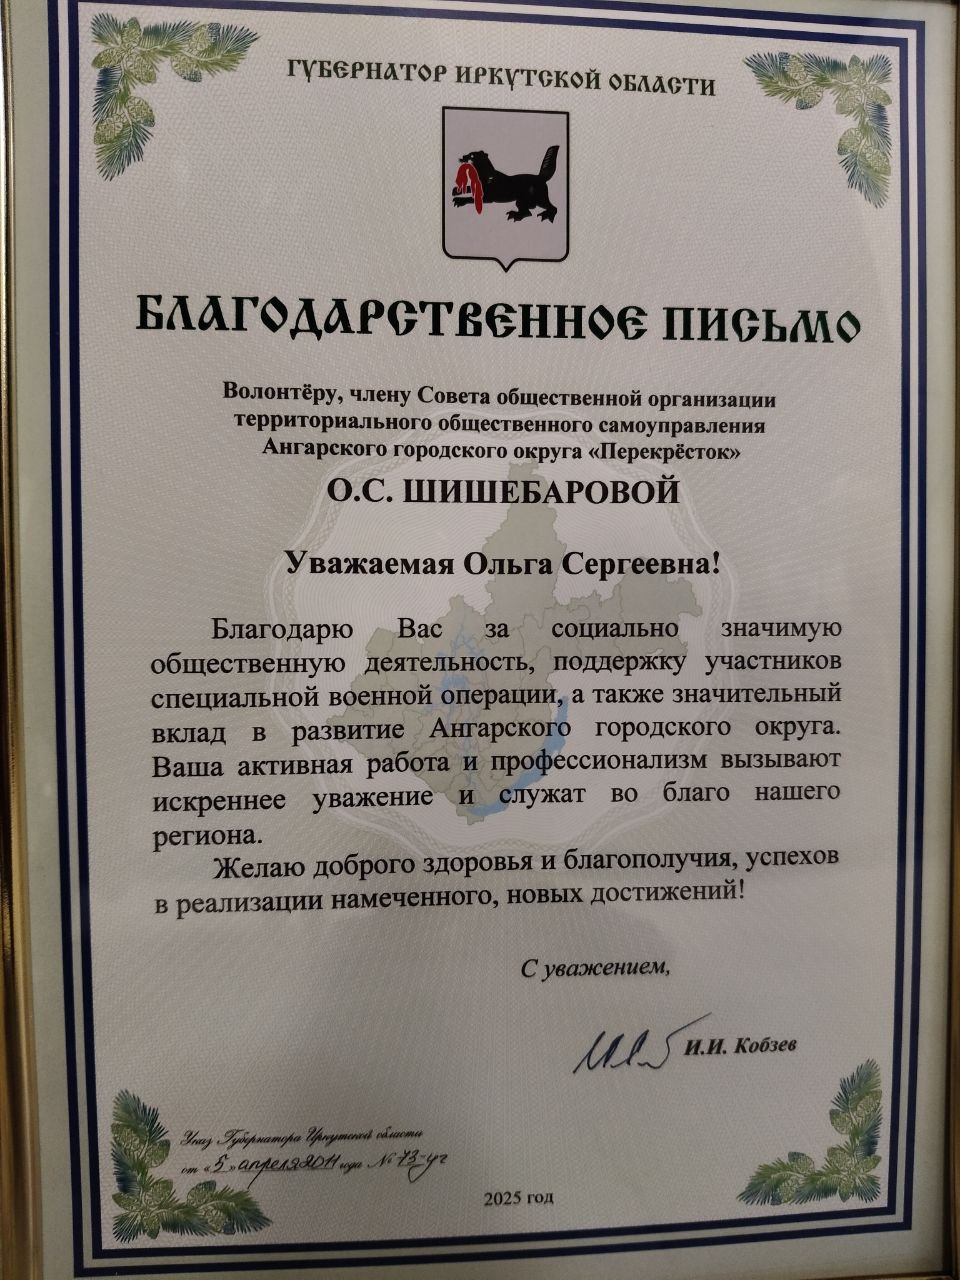 ГУБЕРНАТОР ИРКУТСКОЙ ОБЛАСТИ
БЛАГОДАРСТВЕННОЕ ПИСЬМО
Волонтёру, члену Совета общественной организации
территориального общественного самоуправления
Ангарского городского округа «Перекрёсток»
О.С. ШИШЕБАРОВОЙ
Уважаемая Ольга Сергеевна!
Благодарю Вас за социально значимую
общественную деятельность, поддержку участников
специальной военной операции, а также значительный
вклад в развитие Ангарского городского округа.
Ваша активная работа и профессионализм вызывают
искреннее уважение и служат во благо нашего
региона.
Желаю доброго здоровья и благополучия, успехов
в реализации намеченного, новых достижений!
С уважением,
И.И. Кобзев
Указ Губернатора Иркутской области
от «5» апреля 2011 года № 73-уг
2025 год